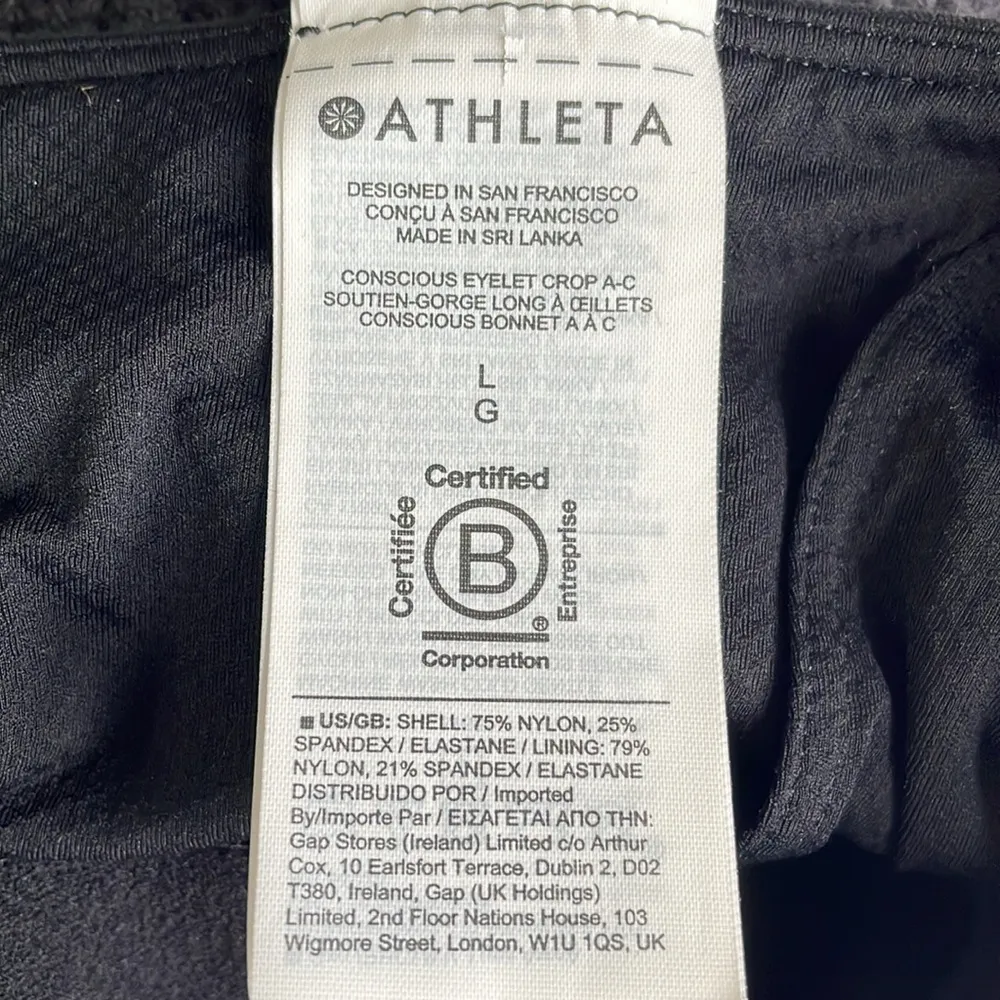 ATHLETA
DESIGNED IN SAN FRANCISCO
CONÇU À SAN FRANCISCO
MADE IN SRI LANKA
CONSCIOUS EYELET CROP A-C
SOUTIEN-GORGE LONG À ŒILLETS
CONSCIOUS BONNET A À C
L
G
Certified
Certifiée
B
Entreprise
®
Corporation
US/GB: SHELL: 75% NYLON, 25%
SPANDEX / ELASTANE / LINING: 79%
NYLON, 21% SPANDEX / ELASTANE
DISTRIBUIDO POR / Imported
By/Importe Par / ΕΙΣΑΓΕΤΑΙ ΑΠΟ ΤΗΝ:
Gap Stores (Ireland) Limited c/o Arthur
Cox, 10 Earlsfort Terrace, Dublin 2, D02
T380, Ireland, Gap (UK Holdings)
Limited, 2nd Floor Nations House, 103
Wigmore Street, London, W1U 1QS, UK